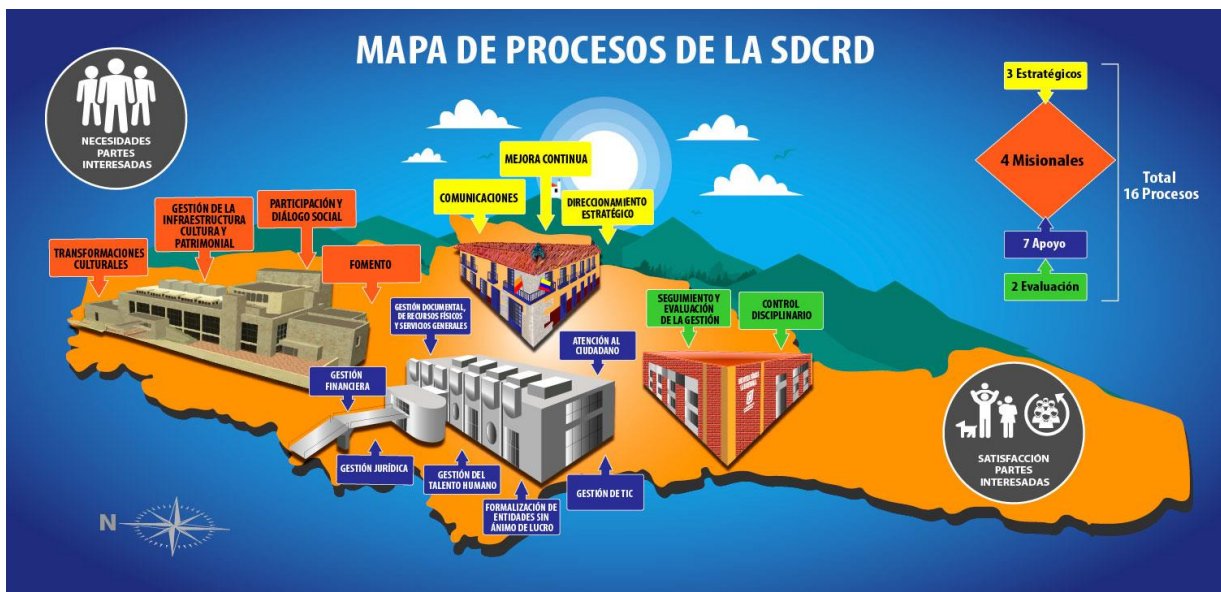 MAPA DE PROCESOS DE LA SDCRD
NECESIDADES
PARTES
INTERESADAS
3 Estratégicos
4 Misionales
7 Apoyo
2 Evaluación
Total
16 Procesos
MEJORA CONTINUA
COMUNICACIONES
DIRECCIONAMIENTO
ESTRATÉGICO
PARTICIPACIÓN Y
DIÁLOGO SOCIAL
GESTIÓN DE LA
INFRAESTRUCTURA
CULTURA Y
PATRIMONIAL
TRANSFORMACIONES
CULTURALES
FOMENTO
GESTIÓN DOCUMENTAL,
DE RECURSOS FÍSICOS
Y SERVICIOS GENERALES
ATENCIÓN AL
CIUDADANO
SEGUIMIENTO Y
EVALUACIÓN
DE LA GESTIÓN
CONTROL
DISCIPLINARIO
GESTIÓN
FINANCIERA
GESTIÓN JURÍDICA
GESTIÓN DEL
TALENTO HUMANO
FORMALIZACIÓN DE
ENTIDADES SIN
ÁNIMO DE LUCRO
GESTIÓN DE TIC
SATISFACCIÓN
PARTES
INTERESADAS
N